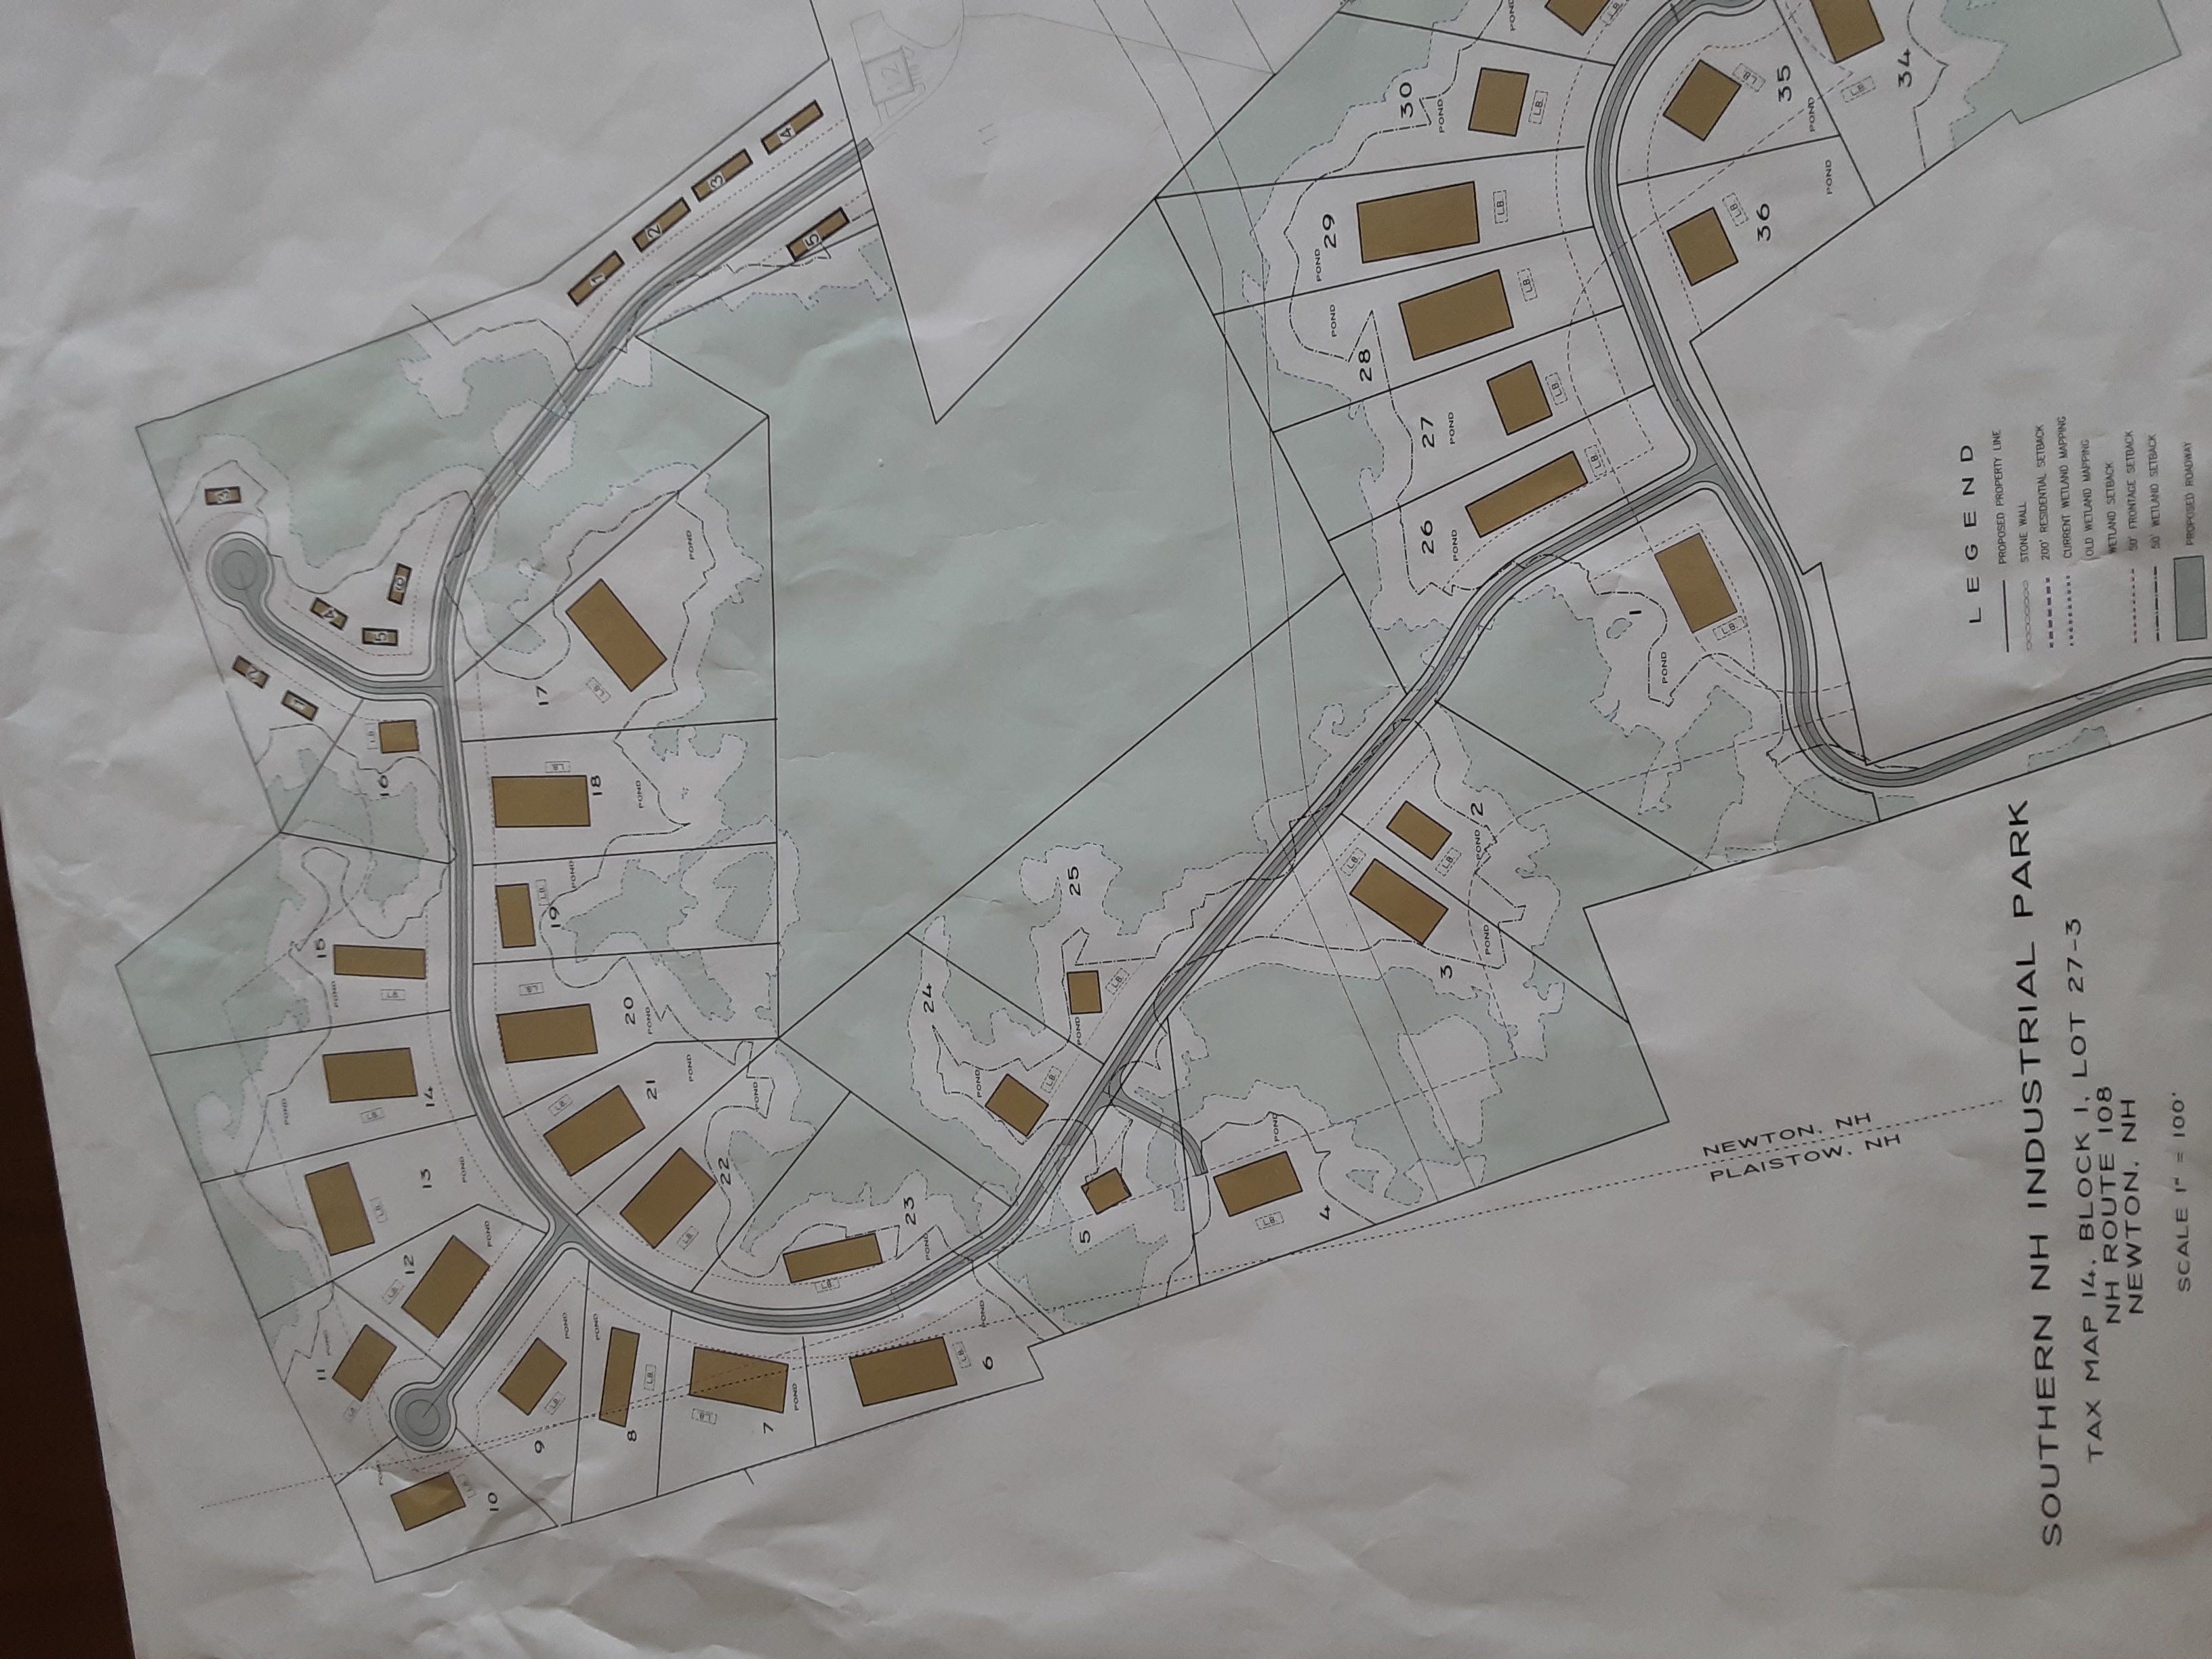 2
3
1
4
5
6
15
POND
POND
L.B.
16
L.B.
11
POND
L.B.
L.B.
12
13
POND
L.B.
14
L.B.
10
POND
9
L.B.
POND
L.B.
L.B.
19
L.B.
POND
L.B.
18
17
L.B.
8
POND
L.B.
20
POND
POND
POND
21
POND
L.B.
22
POND
L.B.
7
POND
1
2
3
4
5
12
11
L.B.
23
POND
6
L.B.
POND
24
POND
L.B.
5
POND
25
L.B.
L.B.
POND
4
L.B.
3
POND
L.B.
POND
2
28
POND
POND
29
26
POND
27
POND
30
POND
L.B.
L.B.
L.B.
L.B.
L.B.
POND
L.B.
1
POND
L.B.
L.B.
36
POND
L.B.
35
POND
L.B.
34
NEWTON, NH
PLAISTOW, NH
SOUTHERN NH INDUSTRIAL PARK
TAX MAP 14, BLOCK 1, LOT 27-3
NH ROUTE 108
NEWTON, NH
SCALE 1" = 100'
LEGEND
PROPOSED PROPERTY LINE
STONE WALL
200' RESIDENTIAL SETBACK
CURRENT WETLAND MAPPING
OLD WETLAND MAPPING
WETLAND SETBACK
50' FRONTAGE SETBACK
50' WETLAND SETBACK
PROPOSED ROADWAY